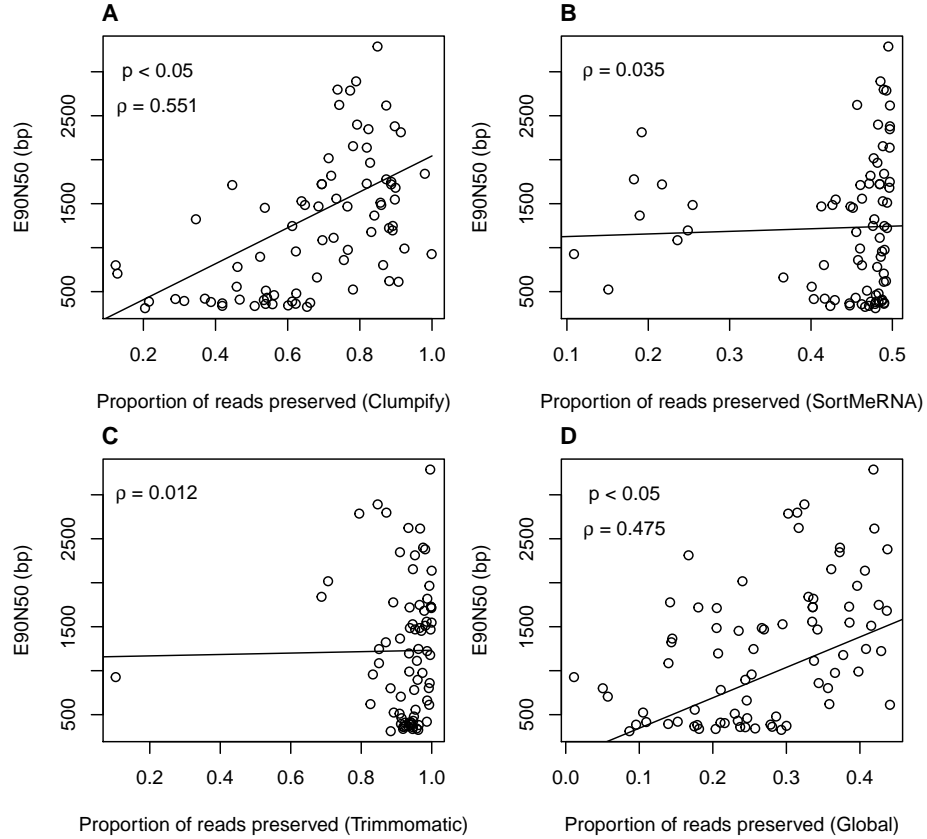 A
p < 0.05
ρ = 0.551
E90N50 (bp)
500 1500 2500
0.2 0.4 0.6 0.8 1.0
Proportion of reads preserved (Clumpify)
B
ρ = 0.035
E90N50 (bp)
500 1500 2500
0.1 0.2 0.3 0.4 0.5
Proportion of reads preserved (SortMeRNA)
C
ρ = 0.012
E90N50 (bp)
500 1500 2500
0.2 0.4 0.6 0.8 1.0
Proportion of reads preserved (Trimmomatic)
D
p < 0.05
ρ = 0.475
E90N50 (bp)
500 1500 2500
0.0 0.1 0.2 0.3 0.4
Proportion of reads preserved (Global)